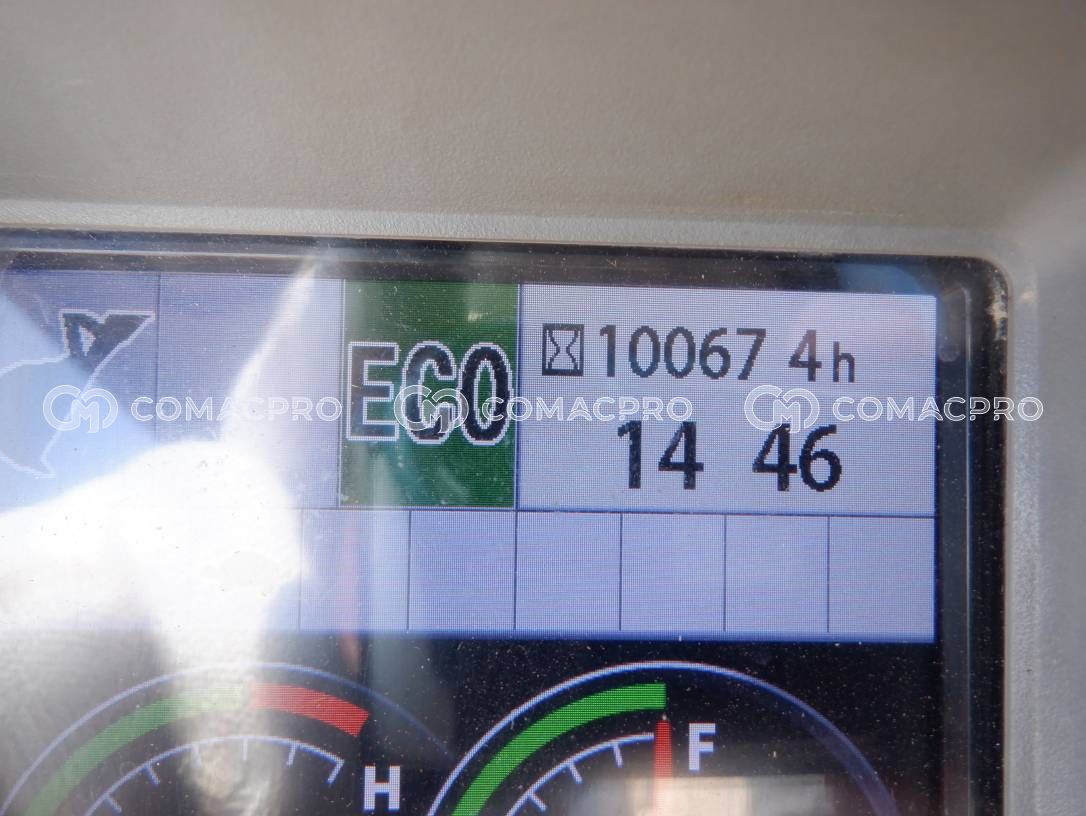 ECO
10067 4h
COMACPRO COMACPRO COMACPRO
14 46
H
F